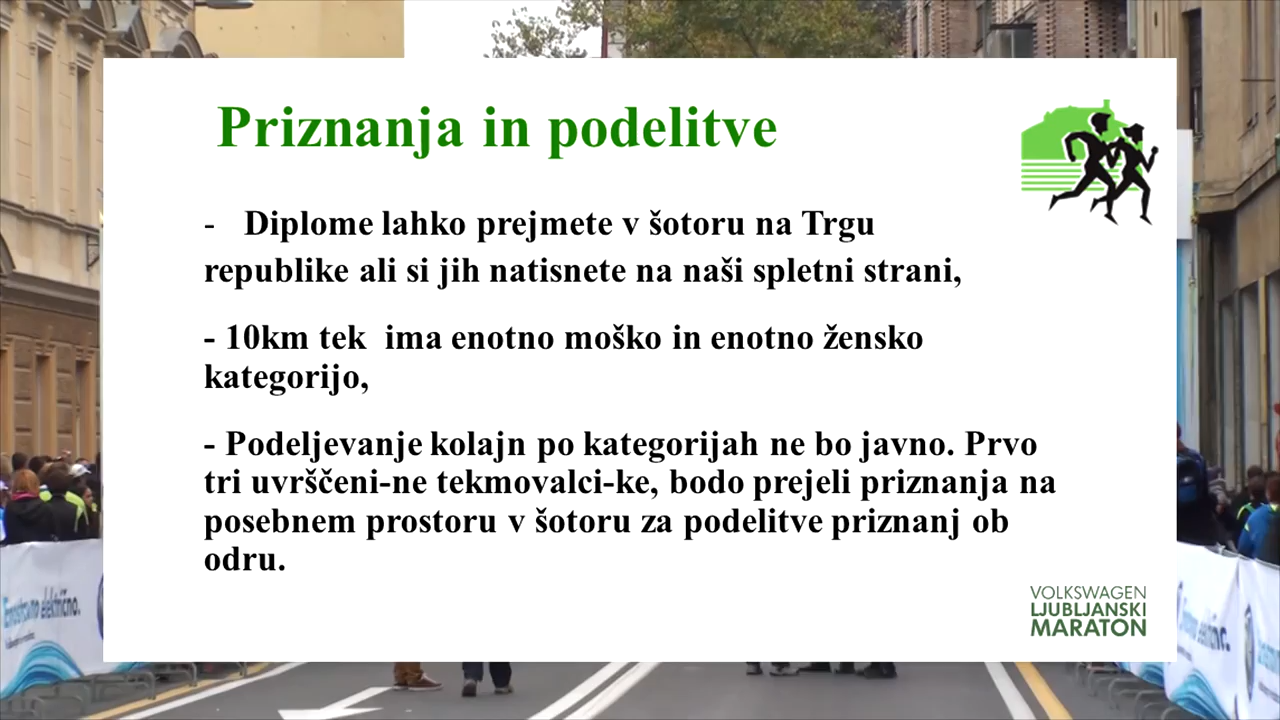 Priznanja in podelitve
- Diplome lahko prejmete v šotoru na Trgu
republike ali si jih natisnete na naši spletni strani,
- 10km tek  ima enotno moško in enotno žensko
kategorijo,
- Podeljevanje kolajn po kategorijah ne bo javno. Prvo
tri uvrščeni-ne tekmovalci-ke, bodo prejeli priznanja na
posebnem prostoru v šotoru za podelitve priznanj ob
odru.
VOLKSWAGEN
LJUBLJANSKI
MARATON
električno.